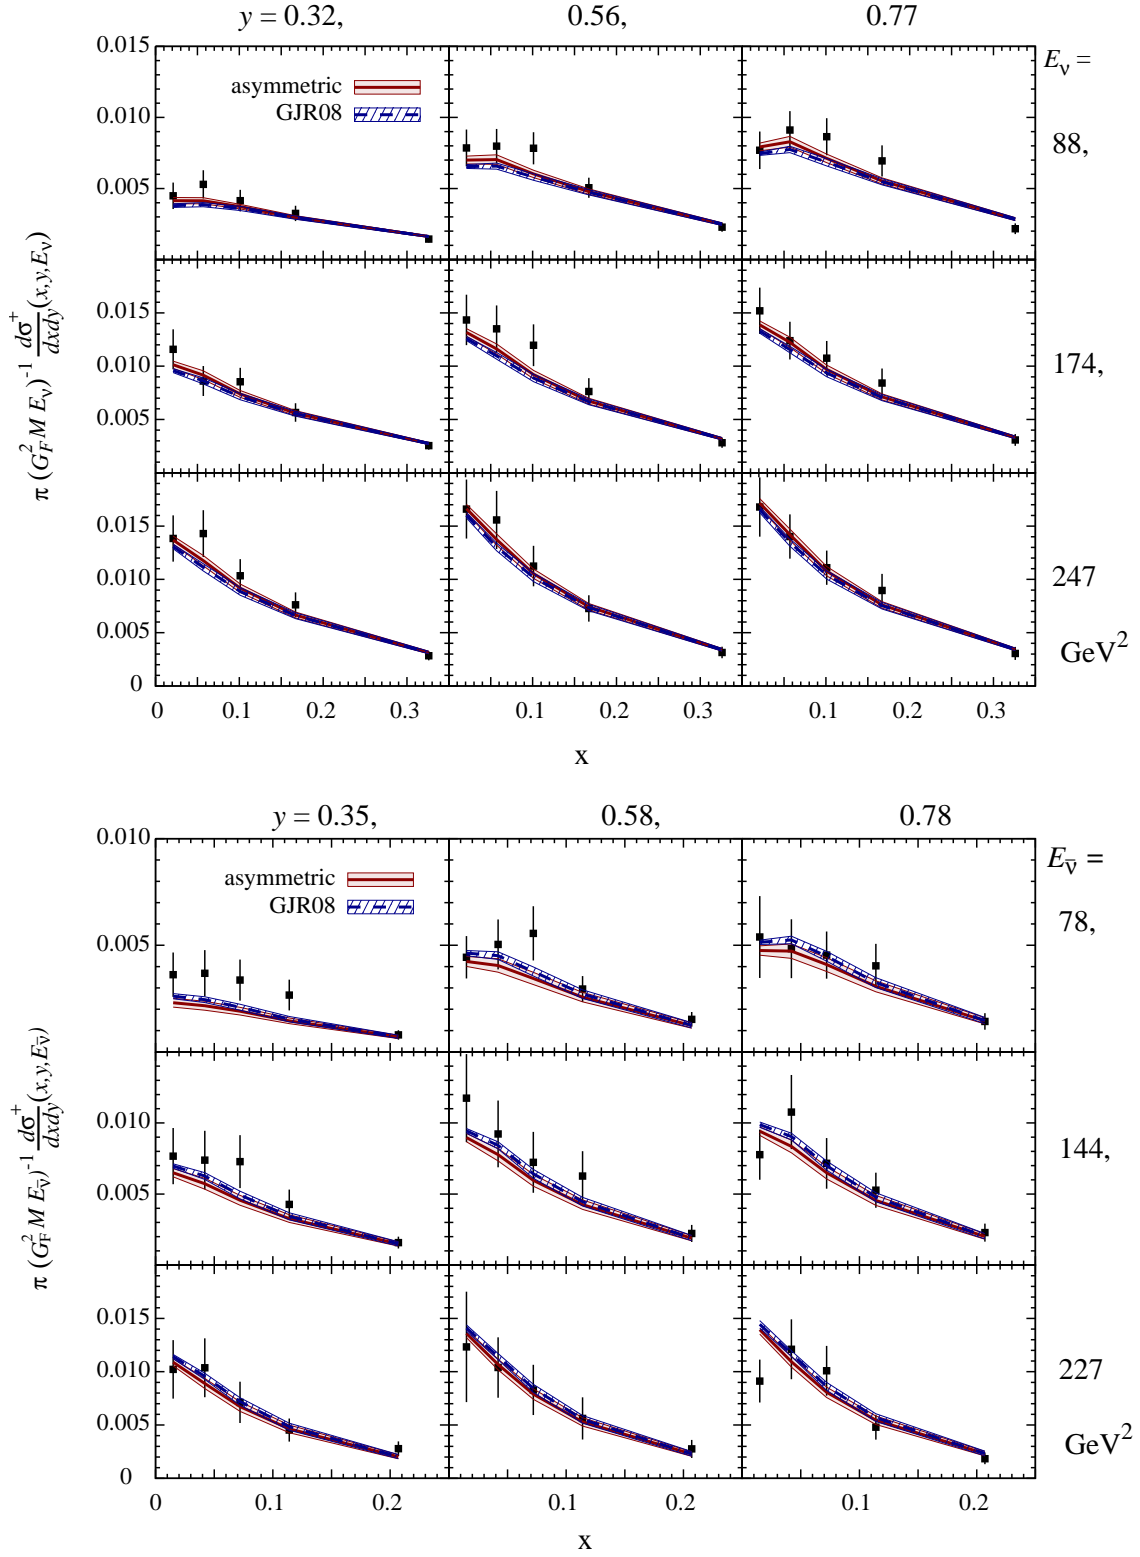 y = 0.32, 0.56, 0.77
0.015
E_ν =
asymmetric
GJR08
0.010
88,
0.005
0.015
0.010
174,
0.005
0.015
0.010
247
0.005
GeV²
0
0 0.1 0.2 0.3 0.1 0.2 0.3 0.1 0.2 0.3
x
π (G_F² M E_ν)⁻¹ dσ⁺/dxdy (x,y,E_ν)
y = 0.35, 0.58, 0.78
0.010
E_ν̄ =
asymmetric
GJR08
78,
0.005
0.010
144,
0.005
0.015
0.010
227
0.005
GeV²
0
0 0.1 0.2 0.1 0.2 0.1 0.2
x
π (G_F² M E_ν̄)⁻¹ dσ⁺/dxdy (x,y,E_ν̄)